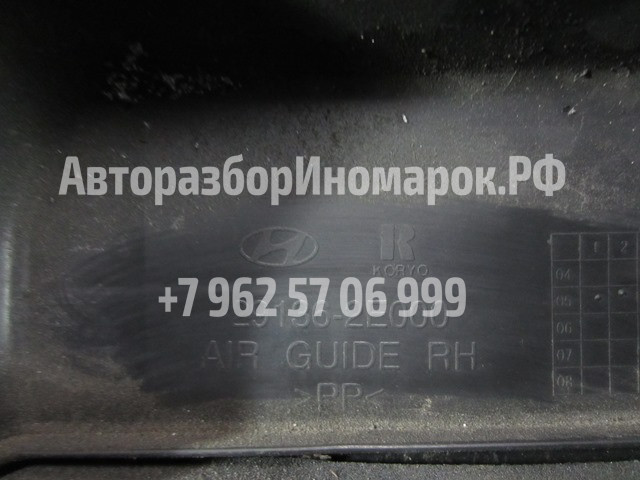 АвторазборИномарок.РФ
R
KORYO
1 2
04
+7 962 57 06 999
05
06
AIR GUIDE RH
07
>PP<
08